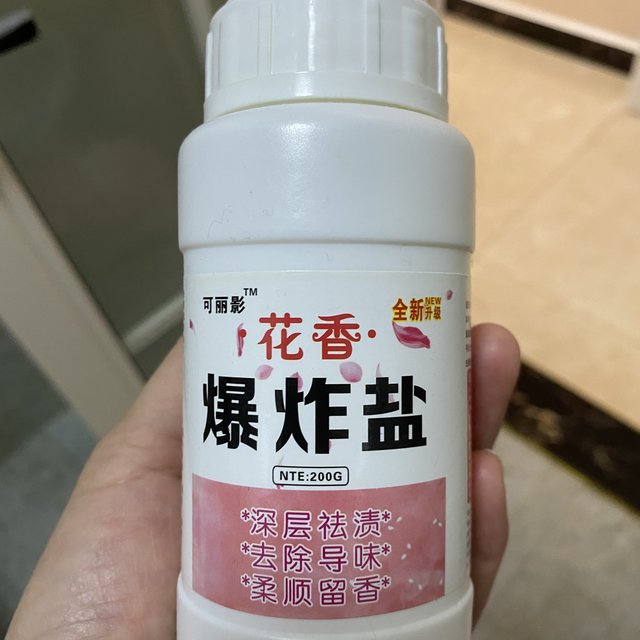 可丽影™
全新NEW升级
花香·
爆炸盐
NTE:200G
*深层祛渍*
*去除导味*
*柔顺留香*